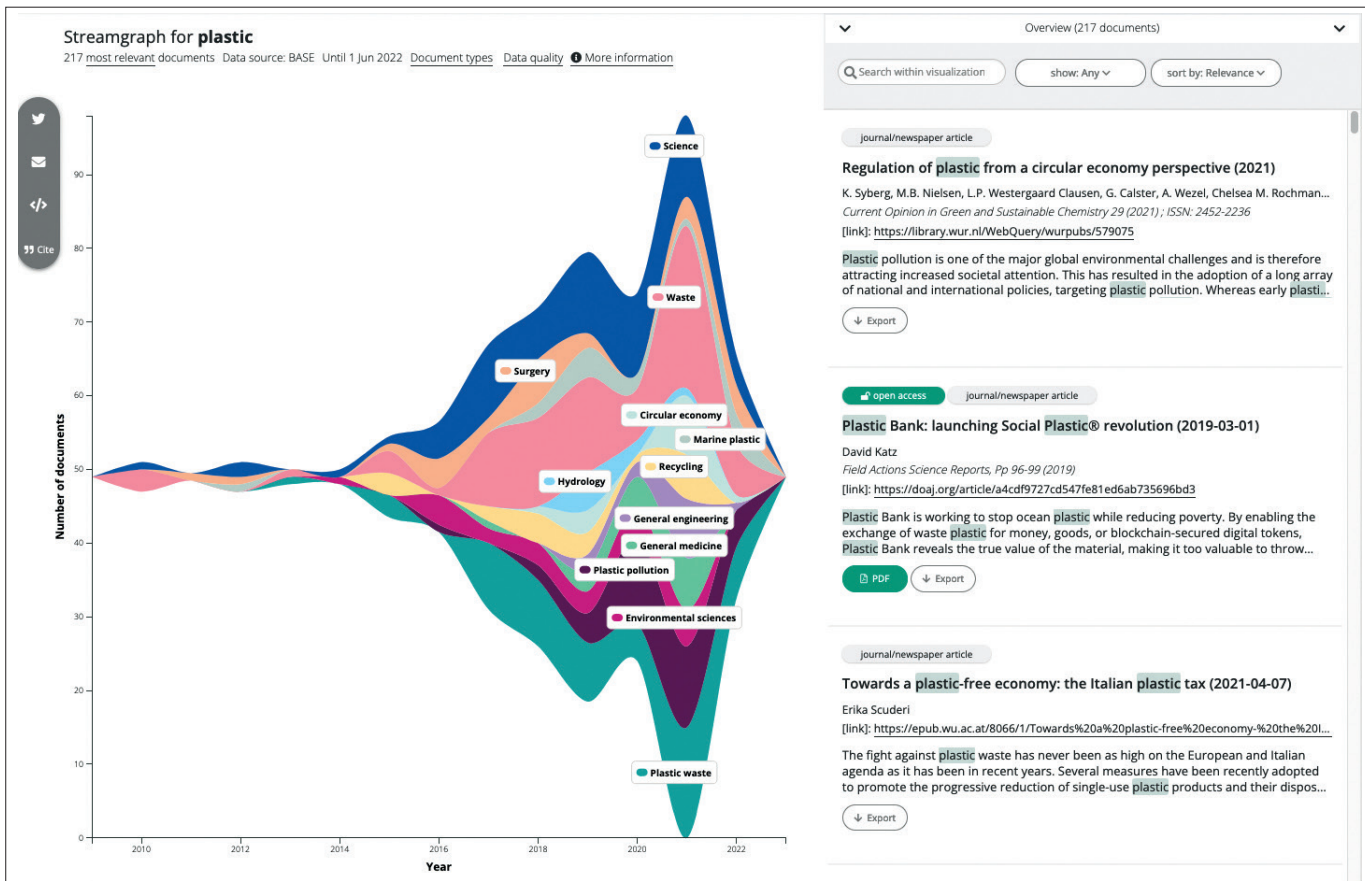 Streamgraph for plastic
217 most relevant documents Data source: BASE Until 1 Jun 2022 Document types Data quality More information
Cite
Number of documents
90
80
70
60
50
40
30
20
10
0
Science
Waste
Surgery
Circular economy
Marine plastic
Recycling
Hydrology
General engineering
General medicine
Plastic pollution
Environmental sciences
Plastic waste
2010 2012 2014 2016 2018 2020 2022
Year
Overview (217 documents)
Search within visualization
show: Any
sort by: Relevance
journal/newspaper article
Regulation of plastic from a circular economy perspective (2021)
K. Syberg, M.B. Nielsen, L.P. Westergaard Clausen, G. Calster, A. Wezel, Chelsea M. Rochman...
Current Opinion in Green and Sustainable Chemistry 29 (2021) ; ISSN: 2452-2236
[link]: https://library.wur.nl/WebQuery/wurpubs/579075
Plastic pollution is one of the major global environmental challenges and is therefore
attracting increased societal attention. This has resulted in the adoption of a long array
of national and international policies, targeting plastic pollution. Whereas early plasti...
Export
open access journal/newspaper article
Plastic Bank: launching Social Plastic® revolution (2019-03-01)
David Katz
Field Actions Science Reports, Pp 96-99 (2019)
[link]: https://doaj.org/article/a4cdf9727cd547fe81ed6ab735696bd3
Plastic Bank is working to stop ocean plastic while reducing poverty. By enabling the
exchange of waste plastic for money, goods, or blockchain-secured digital tokens,
Plastic Bank reveals the true value of the material, making it too valuable to throw...
PDF Export
journal/newspaper article
Towards a plastic-free economy: the Italian plastic tax (2021-04-07)
Erika Scuderi
[link]: https://epub.wu.ac.at/8066/1/Towards%20a%20plastic-free%20economy-%20the%20I...
The fight against plastic waste has never been as high on the European and Italian
agenda as it has been in recent years. Several measures have been recently adopted
to promote the progressive reduction of single-use plastic products and their dispos...
Export